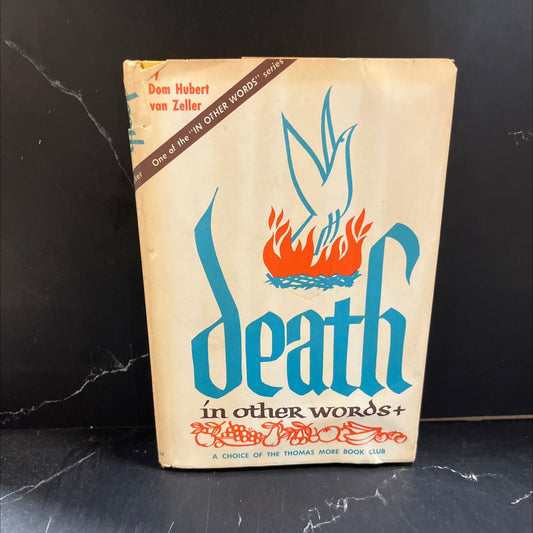 Dom Hubert
van Zeller
One of the "IN OTHER WORDS" series
death
in other words+
A CHOICE OF THE THOMAS MORE BOOK CLUB